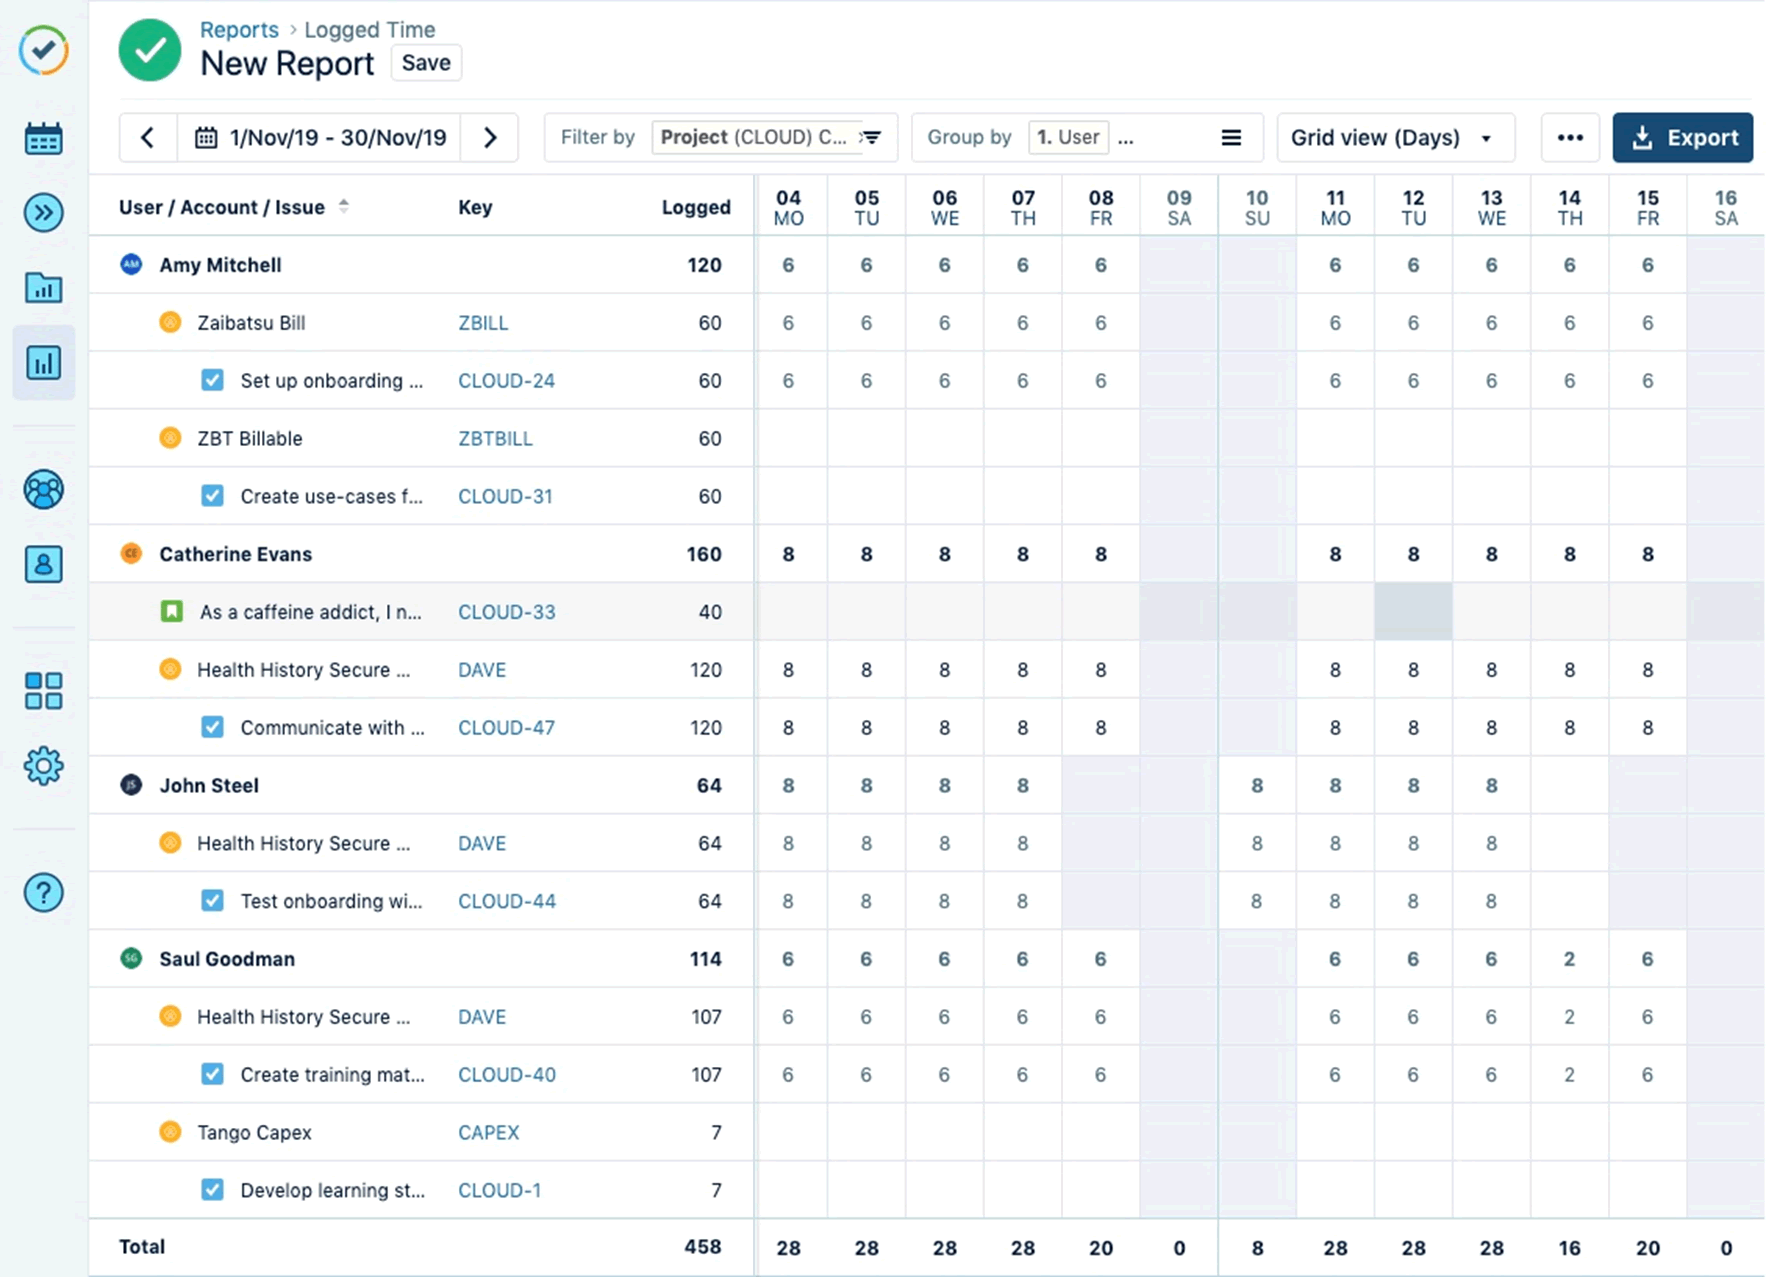 Reports › Logged Time
New Report Save
1/Nov/19 - 30/Nov/19 Filter by Project (CLOUD) C... Group by 1. User ... Grid view (Days) ... Export
User / Account / Issue Key Logged 04 05 06 07 08 09 10 11 12 13 14 15 16
MO TU WE TH FR SA SU MO TU WE TH FR SA
AM Amy Mitchell 120 6 6 6 6 6 6 6 6 6 6
Zaibatsu Bill ZBILL 60 6 6 6 6 6 6 6 6 6 6
Set up onboarding ... CLOUD-24 60 6 6 6 6 6 6 6 6 6 6
ZBT Billable ZBTBILL 60
Create use-cases f... CLOUD-31 60
CE Catherine Evans 160 8 8 8 8 8 8 8 8 8 8
As a caffeine addict, I n... CLOUD-33 40
Health History Secure ... DAVE 120 8 8 8 8 8 8 8 8 8 8
Communicate with ... CLOUD-47 120 8 8 8 8 8 8 8 8 8 8
JS John Steel 64 8 8 8 8 8 8 8 8
Health History Secure ... DAVE 64 8 8 8 8 8 8 8 8
Test onboarding wi... CLOUD-44 64 8 8 8 8 8 8 8 8
SG Saul Goodman 114 6 6 6 6 6 6 6 6 2 6
Health History Secure ... DAVE 107 6 6 6 6 6 6 6 6 2 6
Create training mat... CLOUD-40 107 6 6 6 6 6 6 6 6 2 6
Tango Capex CAPEX 7
Develop learning st... CLOUD-1 7
Total 458 28 28 28 28 20 0 8 28 28 28 16 20 0